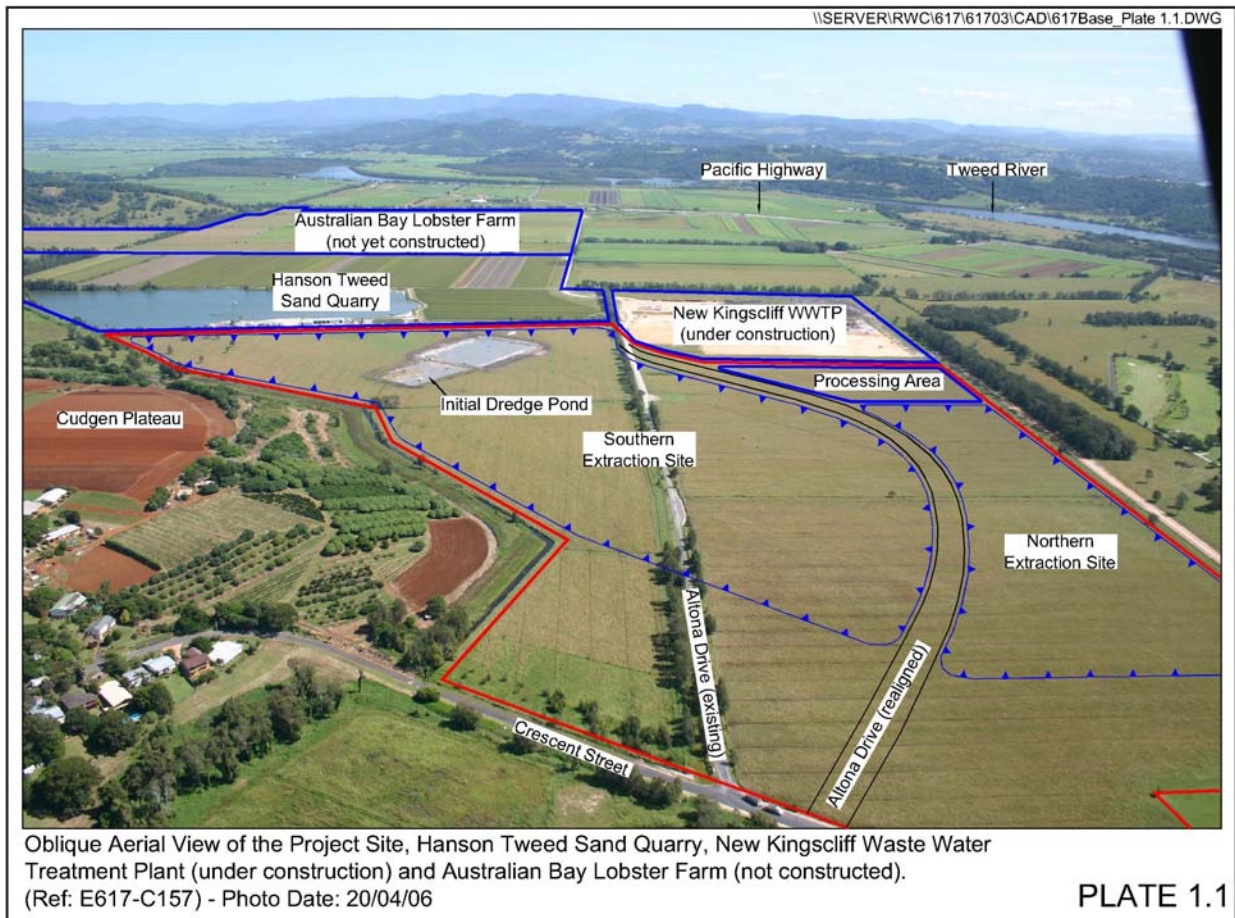 \\SERVER\RWC\617\61703\CAD\617Base_Plate 1.1.DWG
Pacific Highway
Tweed River
Australian Bay Lobster Farm
(not yet constructed)
Hanson Tweed
Sand Quarry
New Kingscliff WWTP
(under construction)
Processing Area
Initial Dredge Pond
Cudgen Plateau
Southern
Extraction Site
Northern
Extraction Site
Altona Drive (existing)
Altona Drive (realigned)
Crescent Street
Oblique Aerial View of the Project Site, Hanson Tweed Sand Quarry, New Kingscliff Waste Water
Treatment Plant (under construction) and Australian Bay Lobster Farm (not constructed).
(Ref: E617-C157) - Photo Date: 20/04/06
PLATE 1.1